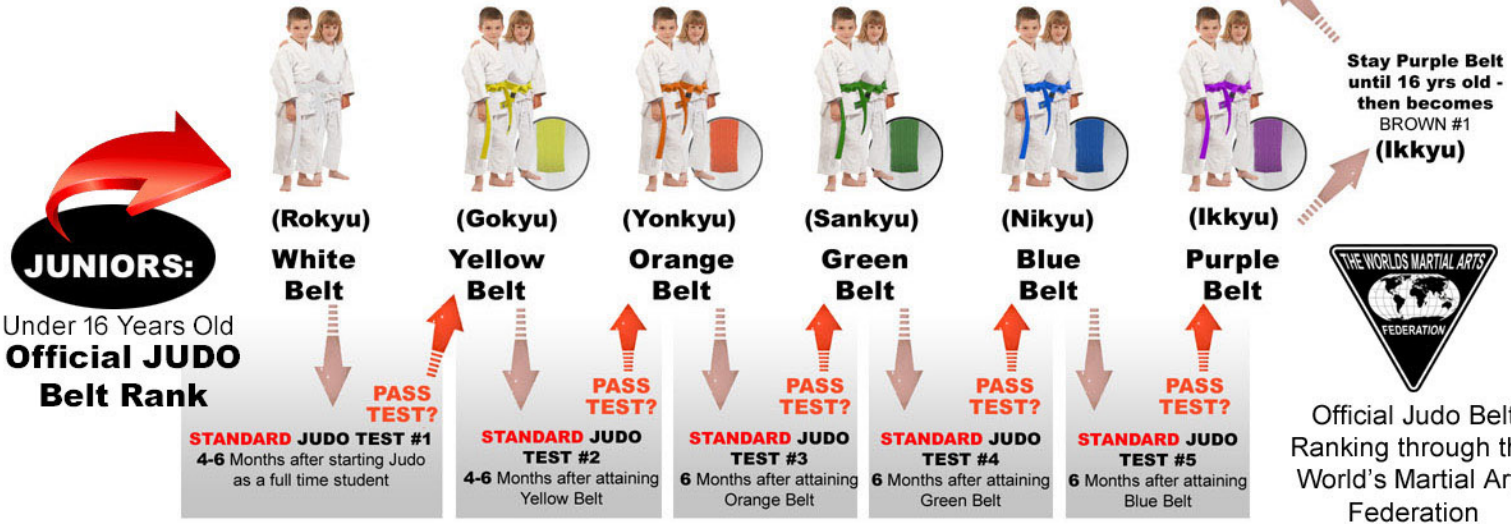 JUNIORS:
Under 16 Years Old
Official JUDO
Belt Rank
(Rokyu)
White
Belt
(Gokyu)
Yellow
Belt
(Yonkyu)
Orange
Belt
(Sankyu)
Green
Belt
(Nikyu)
Blue
Belt
(Ikkyu)
Purple
Belt
PASS
TEST?
STANDARD JUDO TEST #1
4-6 Months after starting Judo
as a full time student
PASS
TEST?
STANDARD JUDO
TEST #2
4-6 Months after attaining
Yellow Belt
PASS
TEST?
STANDARD JUDO
TEST #3
6 Months after attaining
Orange Belt
PASS
TEST?
STANDARD JUDO
TEST #4
6 Months after attaining
Green Belt
PASS
TEST?
STANDARD JUDO
TEST #5
6 Months after attaining
Blue Belt
Stay Purple Belt
until 16 yrs old -
then becomes
BROWN #1
(Ikkyu)
THE WORLDS MARTIAL ARTS
FEDERATION
Official Judo Belt
Ranking through th
World's Martial Ar
Federation